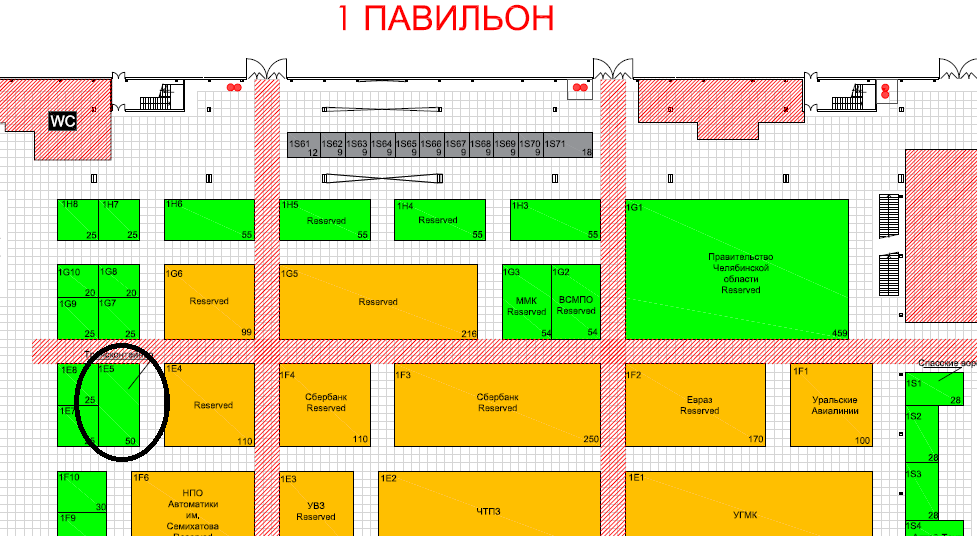 1 ПАВИЛЬОН
WC
1S61 12
1S62 9
1S63 9
1S64 9
1S65 9
1S66 9
1S67 9
1S68 9
1S69 9
1S70 9
1S71 18
1H8
1H7
25
25
1H6
55
1H5
Reserved
55
1H4
Reserved
55
1H3
55
1G1
Правительство
Челябинской
области
Reserved
459
1G10
20
1G8
20
1G9
25
1G7
25
1G6
Reserved
99
1G5
Reserved
216
1G3
ММК
Reserved
54
1G2
ВСМПО
Reserved
54
1E6
25
1E5
50
1E7
1E4
Reserved
110
1F4
Сбербанк
Reserved
110
1F3
Сбербанк
Reserved
250
1F2
Евраз
Reserved
170
1F1
Уральские
Авиалинии
100
1S1
28
1S2
28
1S3
28
1S4
1F10
30
1F9
1F6
НПО
Автоматики
им,
Семихатова
Reserved
1E3
УВЗ
Reserved
1E2
ЧТПЗ
1E1
УГМК